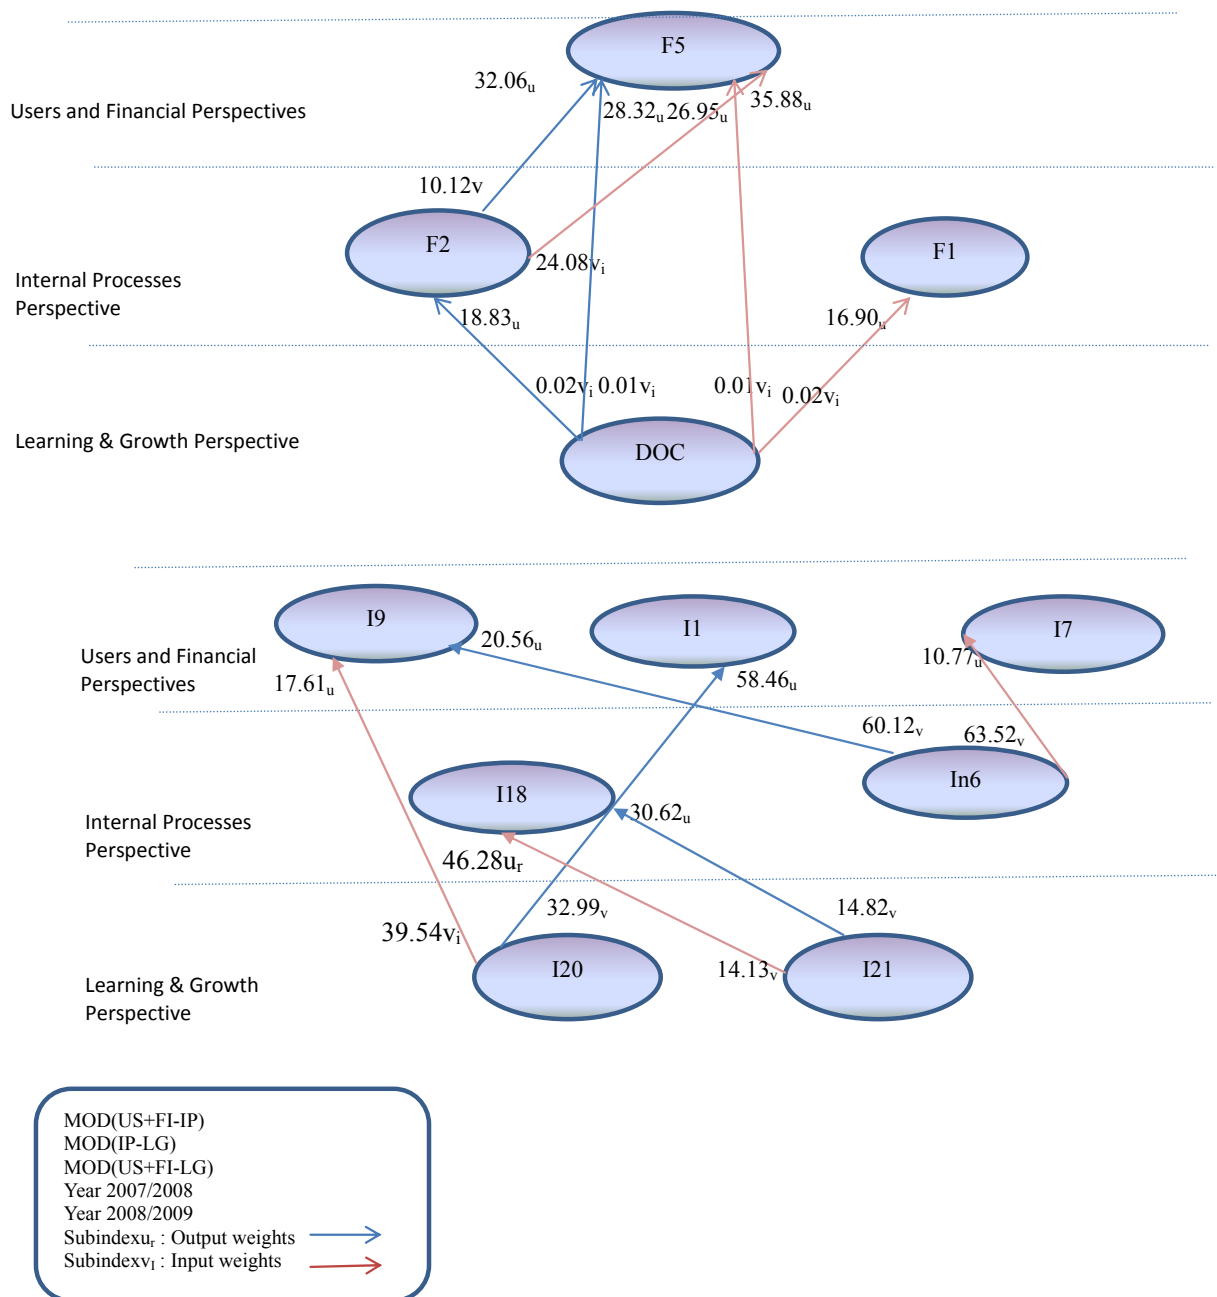 F5
32.06u
28.32u 26.95u
35.88u
Users and Financial Perspectives
10.12v
F2
F1
24.08vi
Internal Processes
Perspective
18.83u
16.90u
0.02vi 0.01vi
0.01vi
0.02vi
Learning & Growth Perspective
DOC
I9
I1
I7
20.56u
10.77u
Users and Financial
Perspectives
17.61u
58.46u
60.12v
63.52v
In6
I18
30.62u
Internal Processes
Perspective
46.28ur
32.99v
14.82v
39.54vi
I20
14.13v
I21
Learning & Growth
Perspective
MOD(US+FI-IP)
MOD(IP-LG)
MOD(US+FI-LG)
Year 2007/2008
Year 2008/2009
Subindexur : Output weights
SubindexvI : Input weights